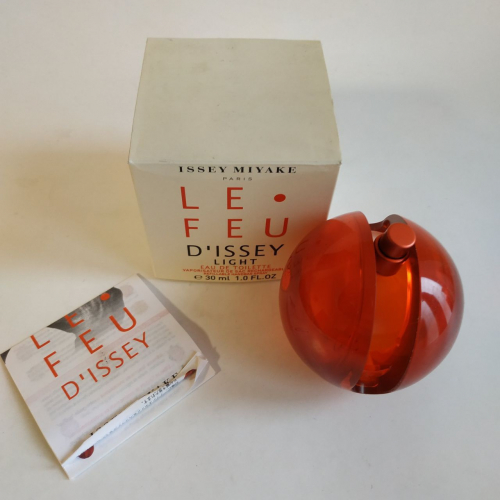 ISSEY MIYAKE
PARIS
LE
FEU
D'ISSEY
LIGHT
EAU DE TOILETTE
℮ 30 ml 1.0 FL.OZ
LE
FEU
D'ISSEY